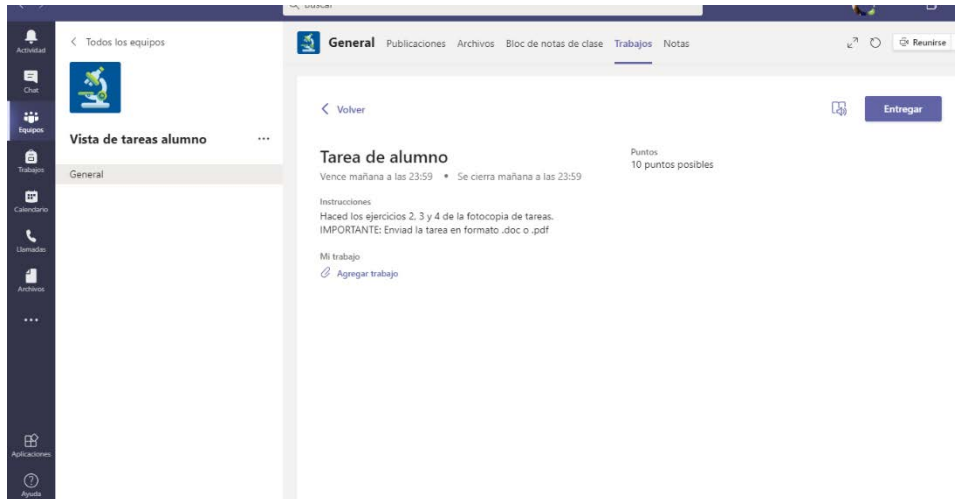 Buscar
Actividad
Chat
Equipos
Trabajos
Calendario
Llamadas
Archivos
Aplicaciones
Ayuda
Todos los equipos
Vista de tareas alumno
General
General Publicaciones Archivos Bloc de notas de clase Trabajos Notas
Reunirse
Volver
Entregar
Tarea de alumno
Vence mañana a las 23:59 • Se cierra mañana a las 23:59
Puntos
10 puntos posibles
Instrucciones
Haced los ejercicios 2, 3 y 4 de la fotocopia de tareas.
IMPORTANTE: Enviad la tarea en formato .doc o .pdf
Mi trabajo
Agregar trabajo